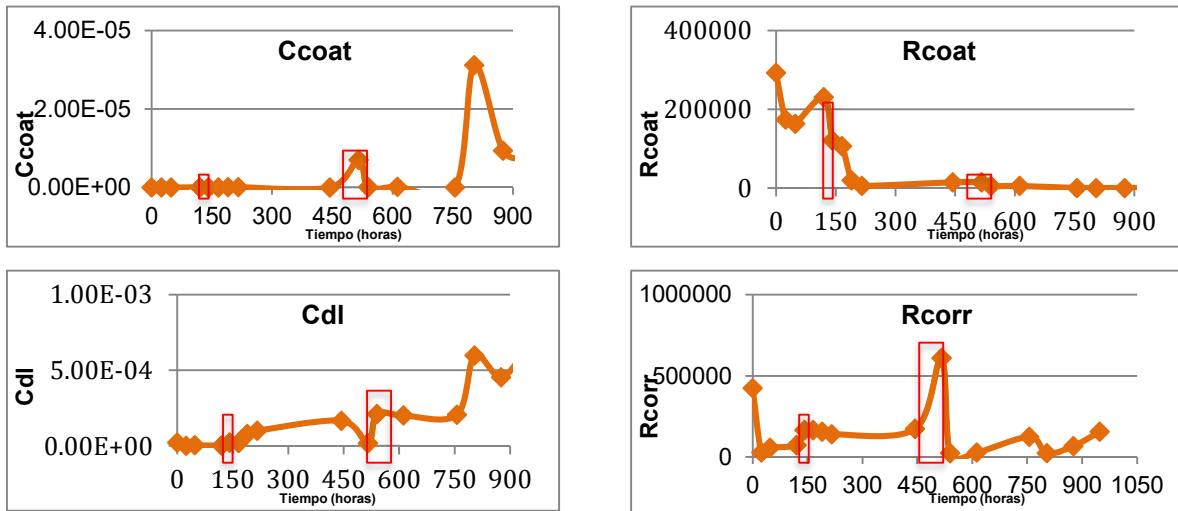 Ccoat
Ccoat
4.00E-05
2.00E-05
0.00E+00
0 150 300 450 600 750 900
Tiempo (horas)
Rcoat
Rcoat
400000
200000
0
0 150 300 450 600 750 900
Tiempo (horas)
Cdl
Cdl
1.00E-03
5.00E-04
0.00E+00
0 150 300 450 600 750 900
Tiempo (horas)
Rcorr
Rcorr
1000000
500000
0
0 150 300 450 600 750 900 1050
Tiempo (horas)